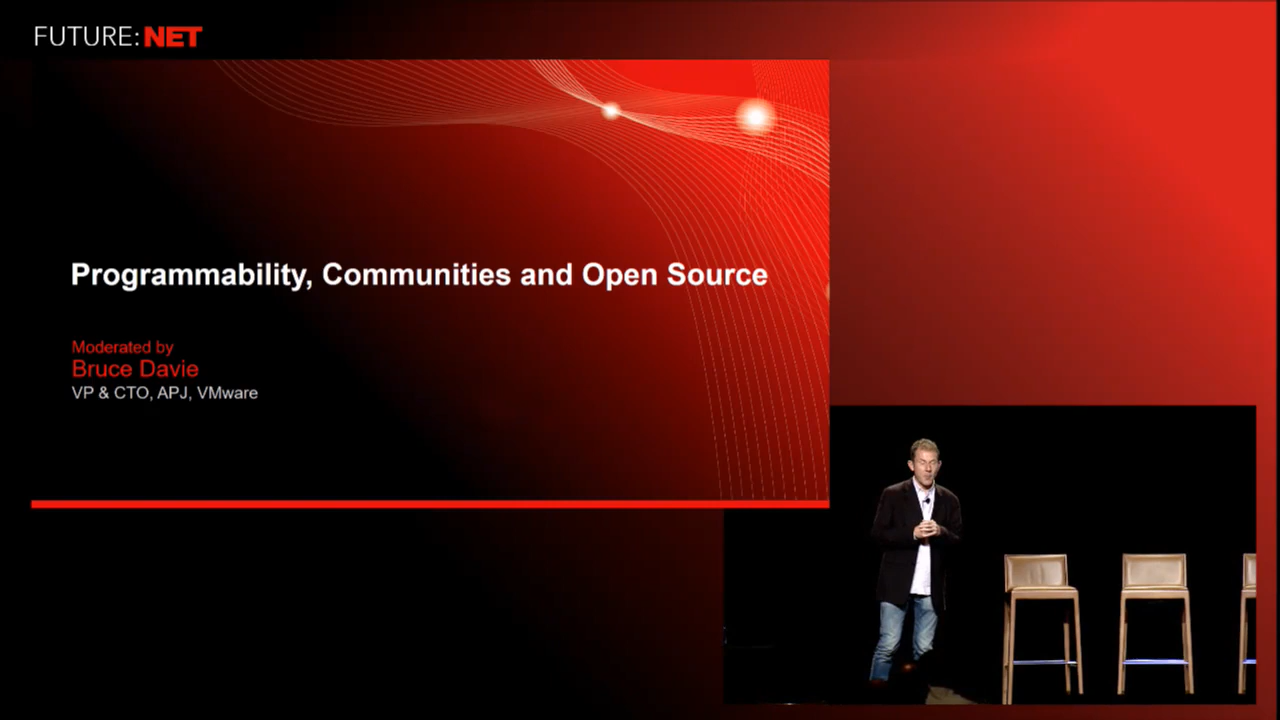 FUTURE:NET
Programmability, Communities and Open Source
Moderated by
Bruce Davie
VP & CTO, APJ, VMware